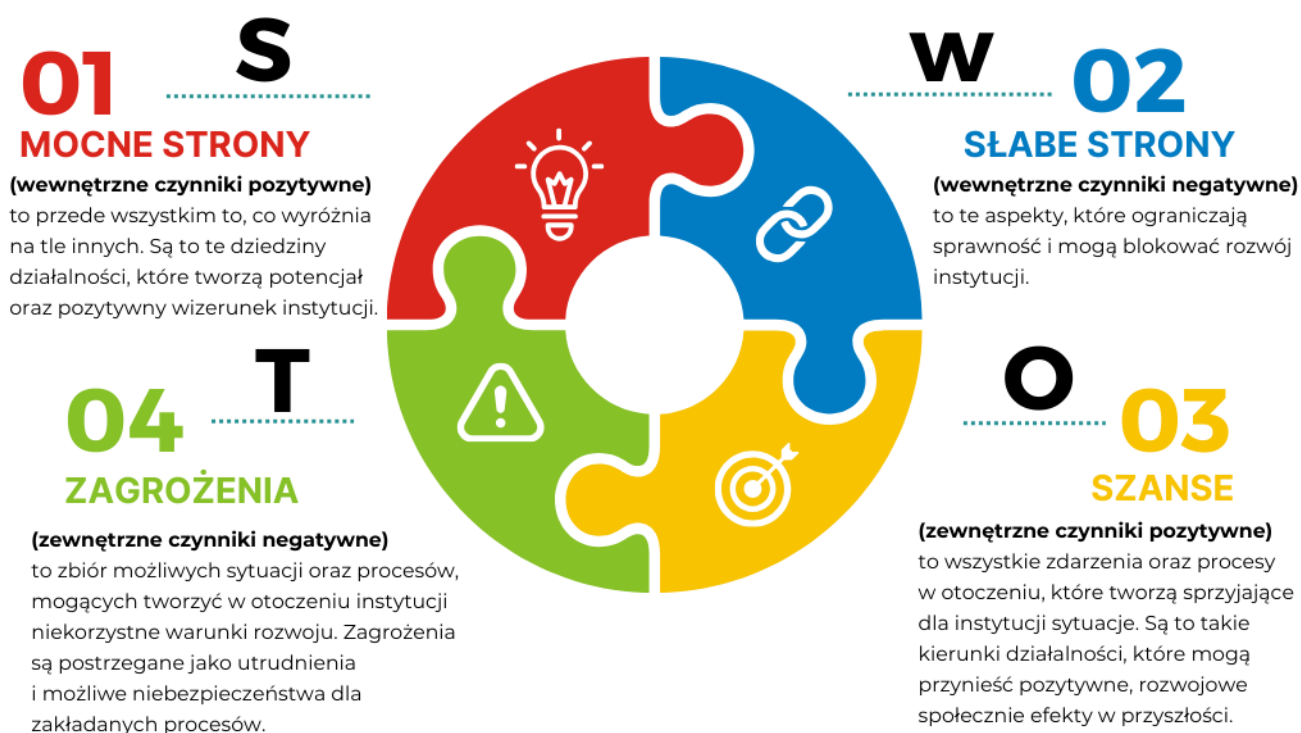 S
01
MOCNE STRONY
(wewnętrzne czynniki pozytywne)
to przede wszystkim to, co wyróżnia
na tle innych. Są to te dziedziny
działalności, które tworzą potencjał
oraz pozytywny wizerunek instytucji.
W
02
SŁABE STRONY
(wewnętrzne czynniki negatywne)
to te aspekty, które ograniczają
sprawność i mogą blokować rozwój
instytucji.
O
03
SZANSE
(zewnętrzne czynniki pozytywne)
to wszystkie zdarzenia oraz procesy
w otoczeniu, które tworzą sprzyjające
dla instytucji sytuacje. Są to takie
kierunki działalności, które mogą
przynieść pozytywne, rozwojowe
społecznie efekty w przyszłości.
T
04
ZAGROŻENIA
(zewnętrzne czynniki negatywne)
to zbiór możliwych sytuacji oraz procesów,
mogących tworzyć w otoczeniu instytucji
niekorzystne warunki rozwoju. Zagrożenia
są postrzegane jako utrudnienia
i możliwe niebezpieczeństwa dla
zakładanych procesów.